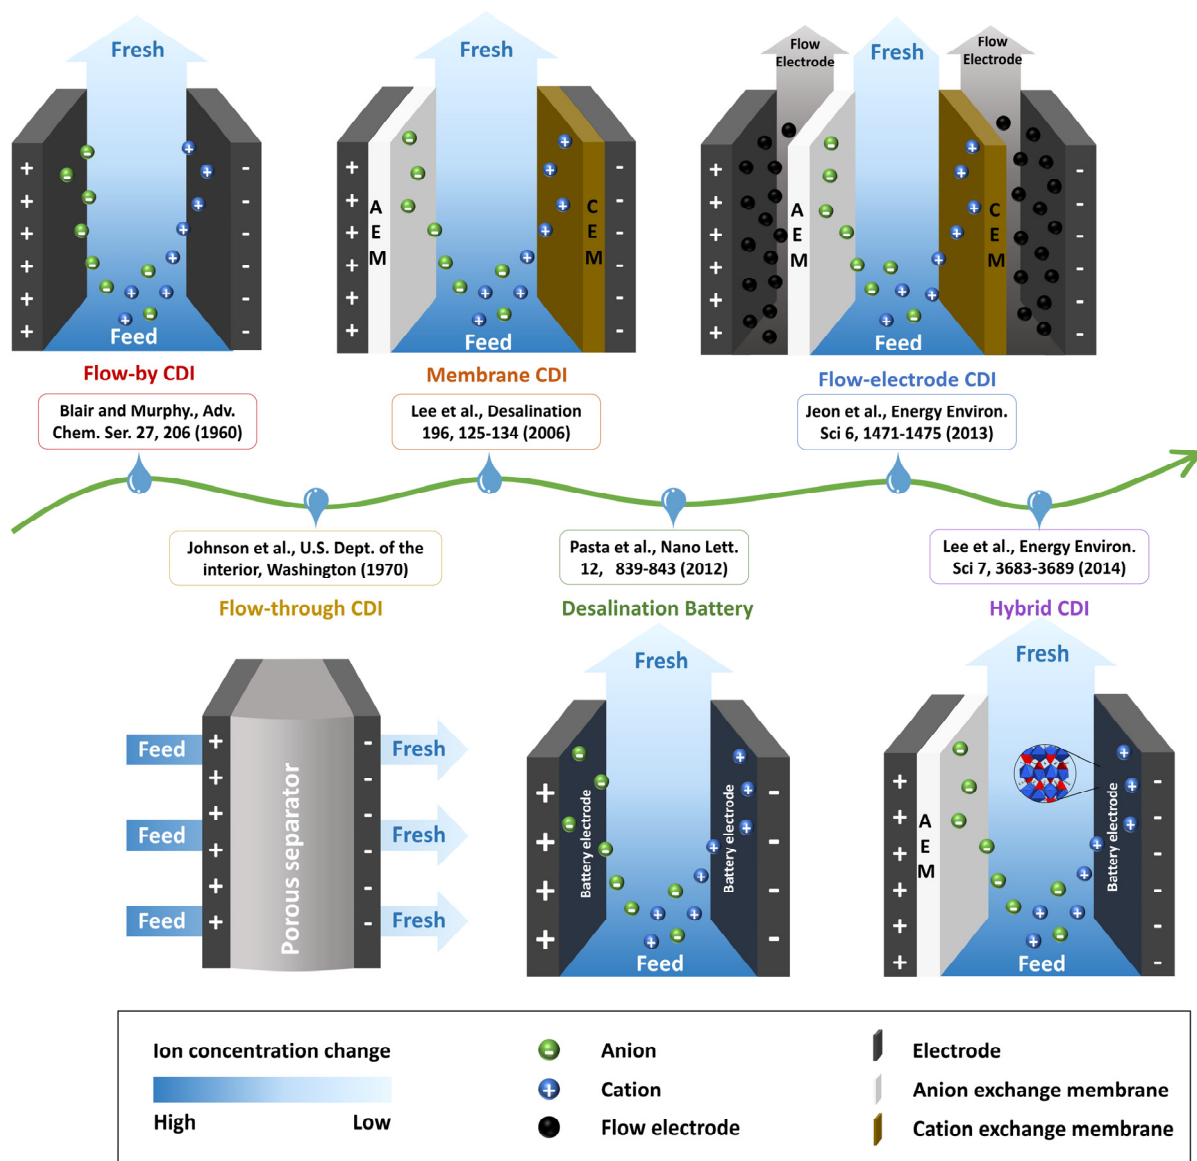 Fresh
+ + + + + +
- - - - - -
Feed
Flow-by CDI
Blair and Murphy., Adv.
Chem. Ser. 27, 206 (1960)
Fresh
+ + + + + +
A
E
M
C
E
M
- - - - - -
Feed
Membrane CDI
Lee et al., Desalination
196, 125-134 (2006)
Flow
Electrode
Fresh
Flow
Electrode
+ + + + + +
A
E
M
C
E
M
- - - - - -
Feed
Flow-electrode CDI
Jeon et al., Energy Environ.
Sci 6, 1471-1475 (2013)
Johnson et al., U.S. Dept. of the
interior, Washington (1970)
Flow-through CDI
Feed
Feed
Feed
+ + + + + +
Porous separator
- - - - - -
Fresh
Fresh
Fresh
Pasta et al., Nano Lett.
12, 839-843 (2012)
Desalination Battery
Fresh
+ + + +
Battery electrode
Battery electrode
- - - -
Feed
Lee et al., Energy Environ.
Sci 7, 3683-3689 (2014)
Hybrid CDI
Fresh
+ + + + + +
A
E
M
Battery electrode
- - - - - -
Feed
Ion concentration change
High Low
Anion
Cation
Flow electrode
Electrode
Anion exchange membrane
Cation exchange membrane